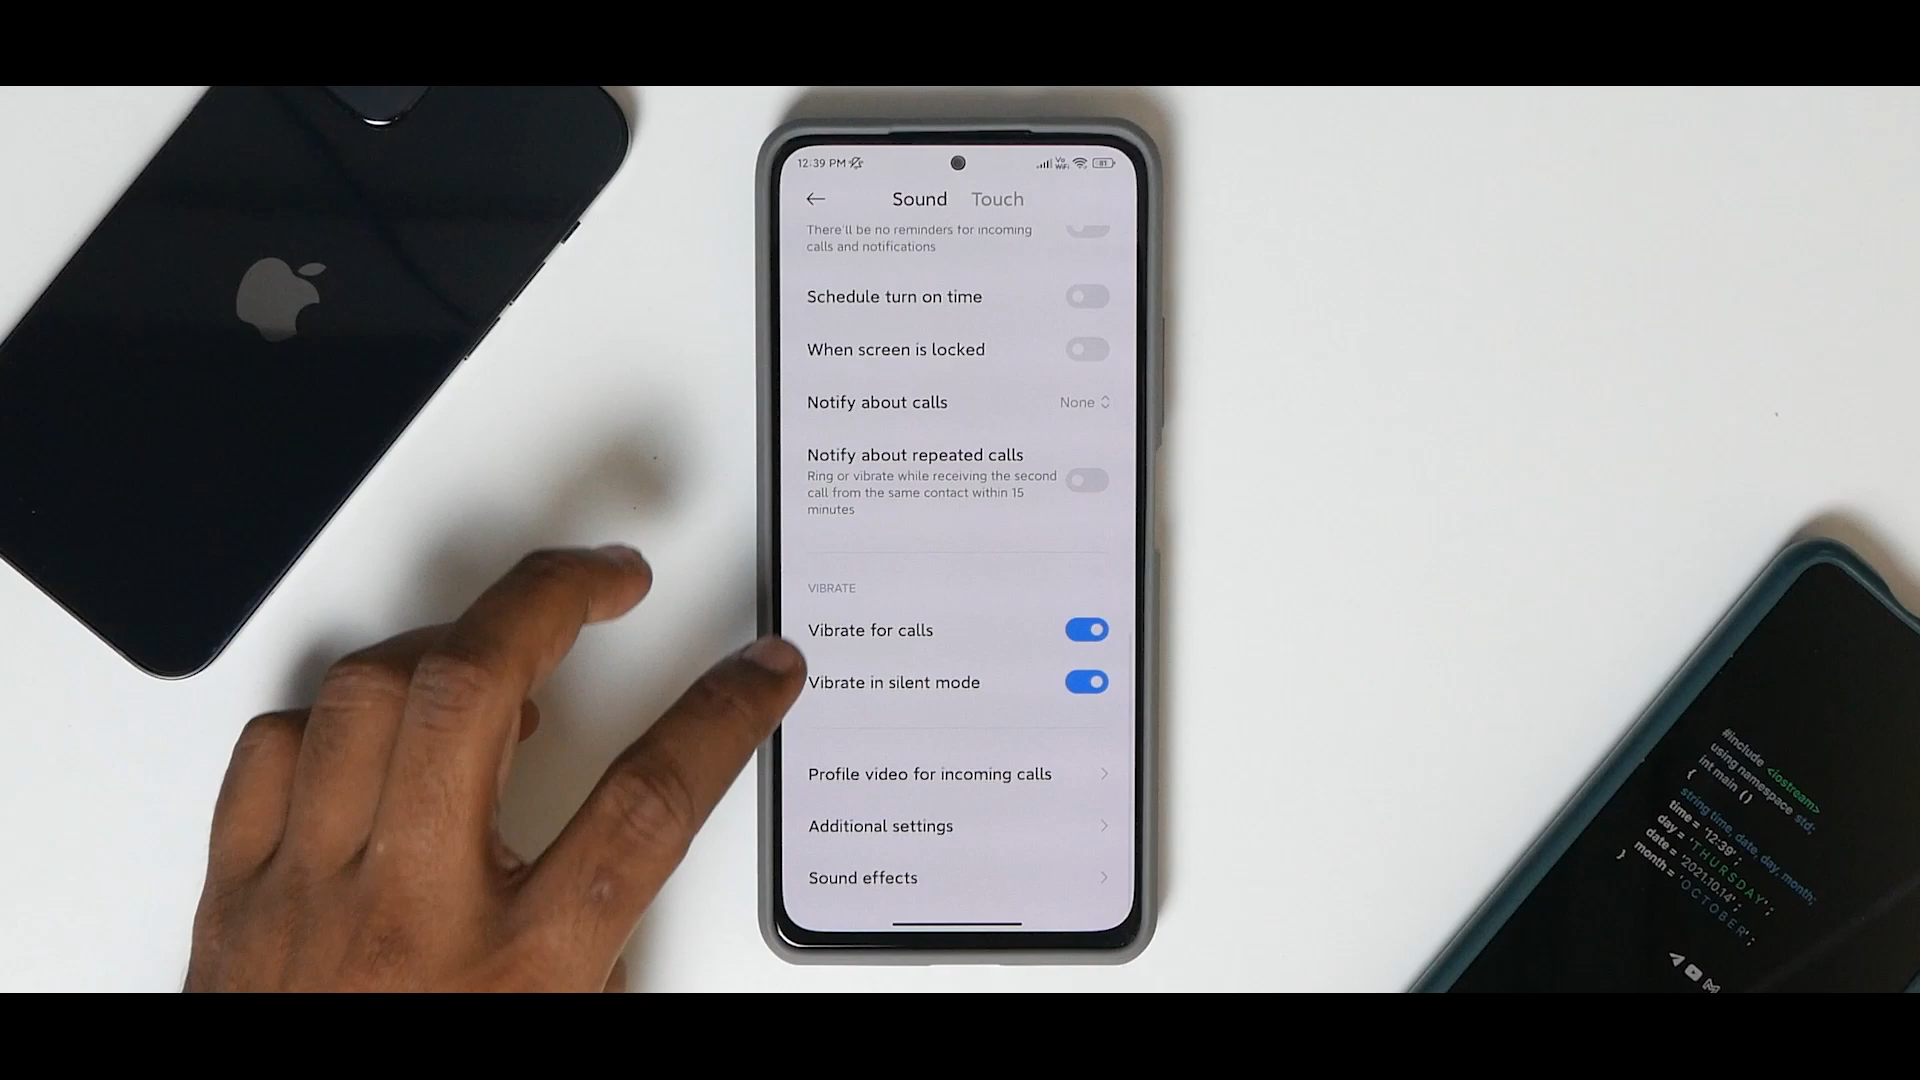 12:39 PM
Vo
WiFi
81
Sound
Touch
There'll be no reminders for incoming
calls and notifications
Schedule turn on time
When screen is locked
Notify about calls
None
Notify about repeated calls
Ring or vibrate while receiving the second
call from the same contact within 15
minutes
VIBRATE
Vibrate for calls
Vibrate in silent mode
Profile video for incoming calls
Additional settings
Sound effects
#include <iostream>
using namespace std;
int main ()
{
string time, date, day, month;
time = '12:39';
day = 'THURSDAY';
date = '2021.10.14';
month = 'OCTOBER';
}